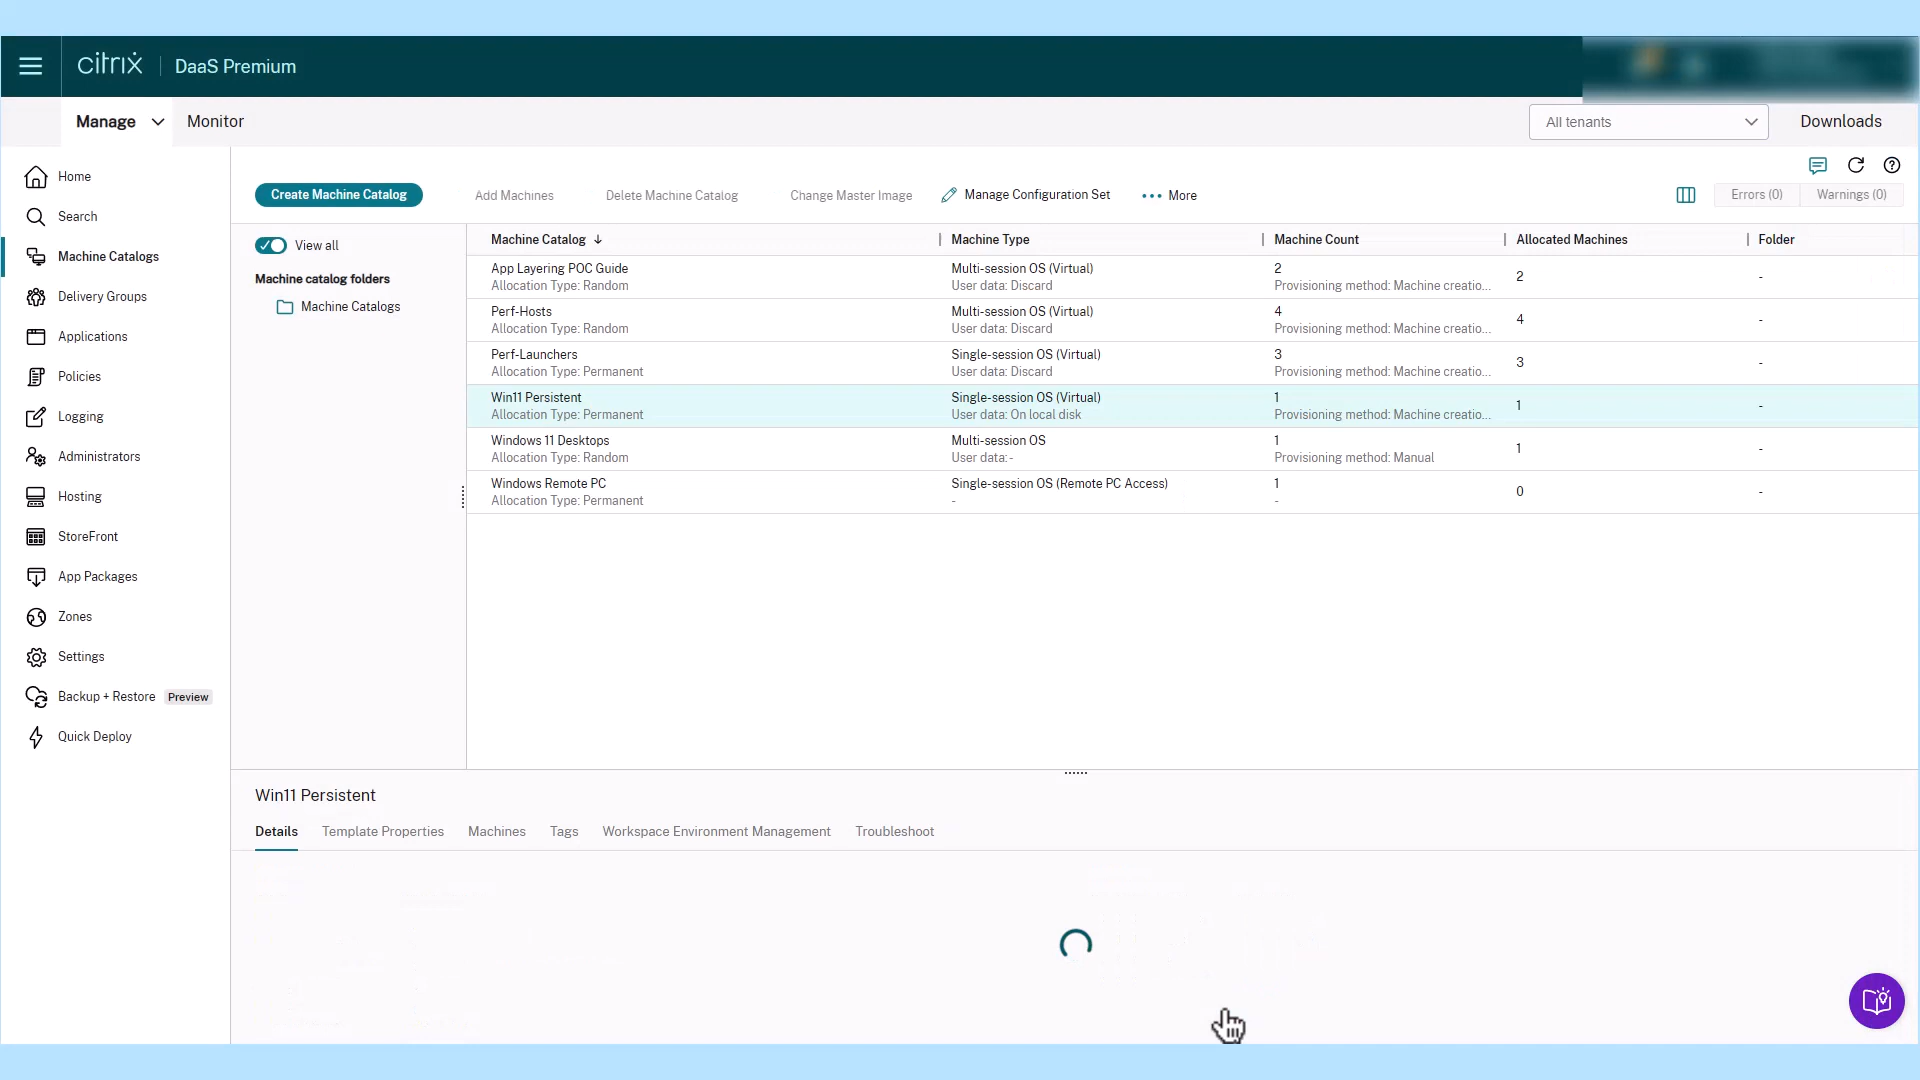 citrix DaaS Premium
Manage Monitor All tenants Downloads
Home
Search
Machine Catalogs
Delivery Groups
Applications
Policies
Logging
Administrators
Hosting
StoreFront
App Packages
Zones
Settings
Backup + Restore Preview
Quick Deploy
Create Machine Catalog Add Machines Delete Machine Catalog Change Master Image Manage Configuration Set More Errors (0) Warnings (0)
View all
Machine catalog folders
Machine Catalogs
Machine Catalog Machine Type Machine Count Allocated Machines Folder
App Layering POC Guide Multi-session OS (Virtual) 2 2 -
Allocation Type: Random User data: Discard Provisioning method: Machine creatio...
Perf-Hosts Multi-session OS (Virtual) 4 4 -
Allocation Type: Random User data: Discard Provisioning method: Machine creatio...
Perf-Launchers Single-session OS (Virtual) 3 3 -
Allocation Type: Permanent User data: Discard Provisioning method: Machine creatio...
Win11 Persistent Single-session OS (Virtual) 1 1 -
Allocation Type: Permanent User data: On local disk Provisioning method: Machine creatio...
Windows 11 Desktops Multi-session OS 1 1 -
Allocation Type: Random User data:- Provisioning method: Manual
Windows Remote PC Single-session OS (Remote PC Access) 1 0 -
Allocation Type: Permanent - -
Win11 Persistent
Details Template Properties Machines Tags Workspace Environment Management Troubleshoot